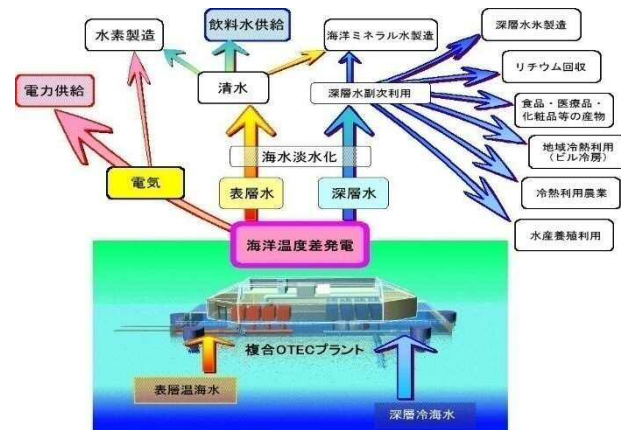 飲料水供給
水素製造
海洋ミネラル水製造
深層水氷製造
リチウム回収
電力供給
清水
深層水副次利用
食品・医療品・
化粧品等の産物
地域冷熱利用
（ビル冷房）
海水淡水化
電気
表層水
深層水
冷熱利用農業
海洋温度差発電
水産養殖利用
複合OTECプラント
表層温海水
深層冷海水